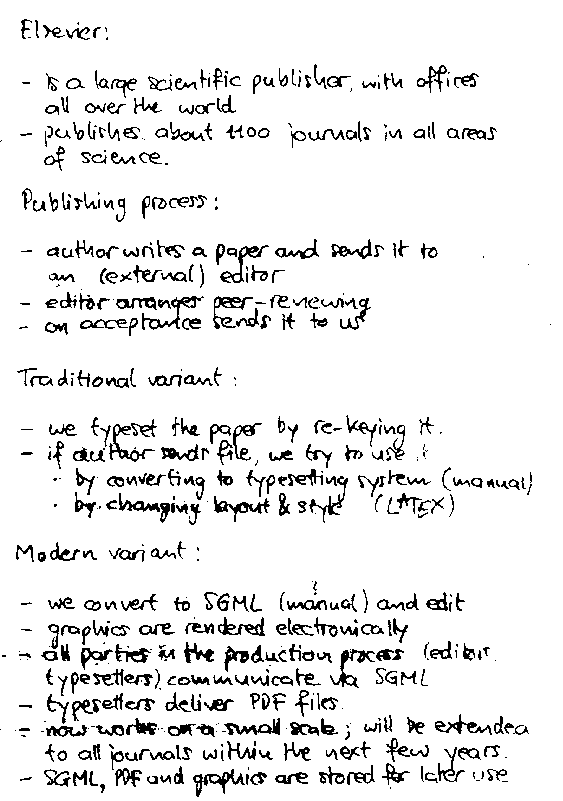 Elsevier:
- is a large scientific publisher, with offices
all over the world
- publishes about 1100 journals in all areas
of science.
Publishing process:
- author writes a paper and sends it to
an (external) editor
- editor arranges peer-reviewing
- on acceptance sends it to us
Traditional variant:
- we typeset the paper by re-keying it.
- if author sends file, we try to use it
· by converting to typesetting system (manual)
· by changing layout & style (LATEX)
Modern variant:
- we convert to SGML (manual) and edit
- graphics are rendered electronically
- all parties in the production process (editor
typesetters) communicate via SGML
- typesetters deliver PDF files.
- now works on a small scale; will be extended
to all journals within the next few years.
- SGML, PDF and graphics are stored for later use